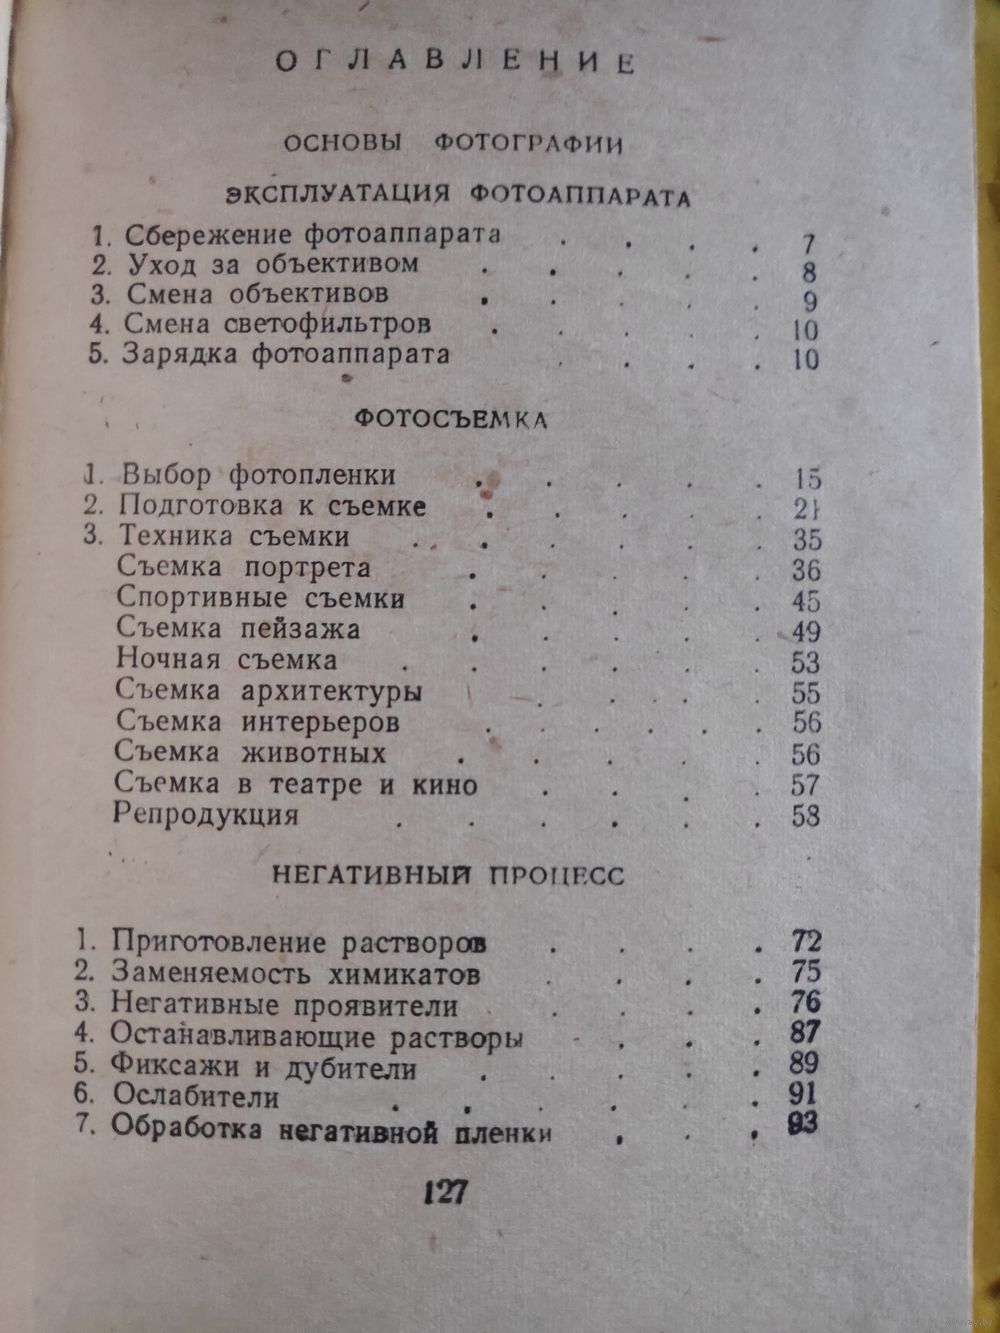 ОГЛАВЛЕНИЕ
ОСНОВЫ ФОТОГРАФИИ
ЭКСПЛУАТАЦИЯ ФОТОАППАРАТА
1. Сбережение фотоаппарата . . . . 7
2. Уход за объективом . . . . . 8
3. Смена объективов . . . . . 9
4. Смена светофильтров . . . . . 10
5. Зарядка фотоаппарата . . . . 10
ФОТОСЪЕМКА
1. Выбор фотопленки . . . . . 15
2. Подготовка к съемке . . . . . 21
3. Техника съемки . . . . . . 35
Съемка портрета . . . . . 36
Спортивные съемки . . . . . 45
Съемка пейзажа . . . . . 49
Ночная съемка . . . . . . 53
Съемка архитектуры . . . . 55
Съемка интерьеров . . . . . 56
Съемка животных . . . . . 56
Съемка в театре и кино . . . . 57
Репродукция . . . . . . 58
НЕГАТИВНЫЙ ПРОЦЕСС
1. Приготовление растворов . . . . 72
2. Заменяемость химикатов . . . . 75
3. Негативные проявители . . . . 76
4. Останавливающие растворы . . . 87
5. Фиксажи и дубители . . . . . 89
6. Ослабители . . . . . . 91
7. Обработка негативной пленки . . . 93
127